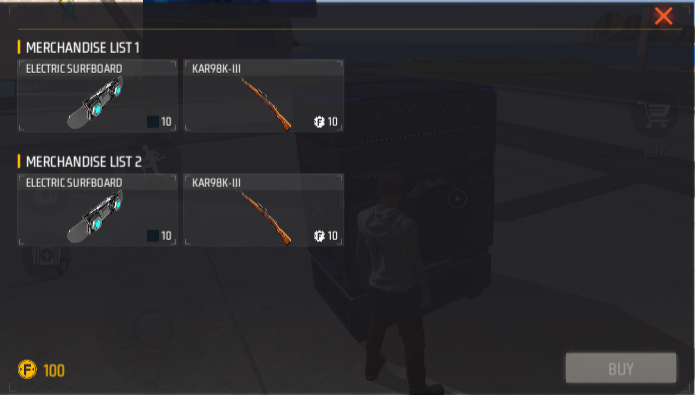 MERCHANDISE LIST 1
ELECTRIC SURFBOARD
KAR98K-III
10
10
MERCHANDISE LIST 2
ELECTRIC SURFBOARD
KAR98K-III
10
10
F 100
BUY
BUY